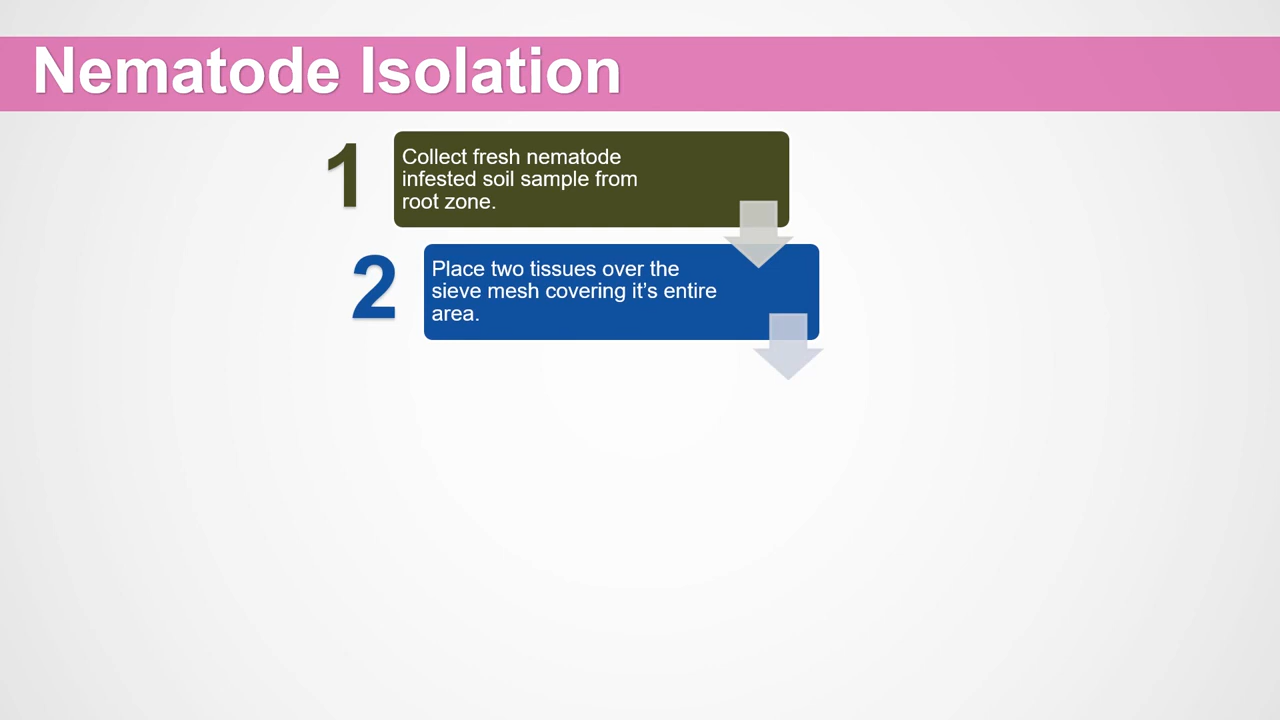 Nematode Isolation
1
Collect fresh nematode
infested soil sample from
root zone.
2
Place two tissues over the
sieve mesh covering it’s entire
area.